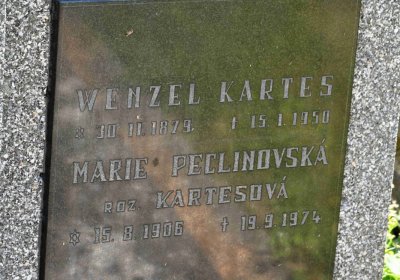 WENZEL KARTES
* 30.11.1879. † 15.1.1950
MARIE PECLINOVSKÁ
ROZ. KARTESOVÁ
* 15.8.1906 † 19.9.1974